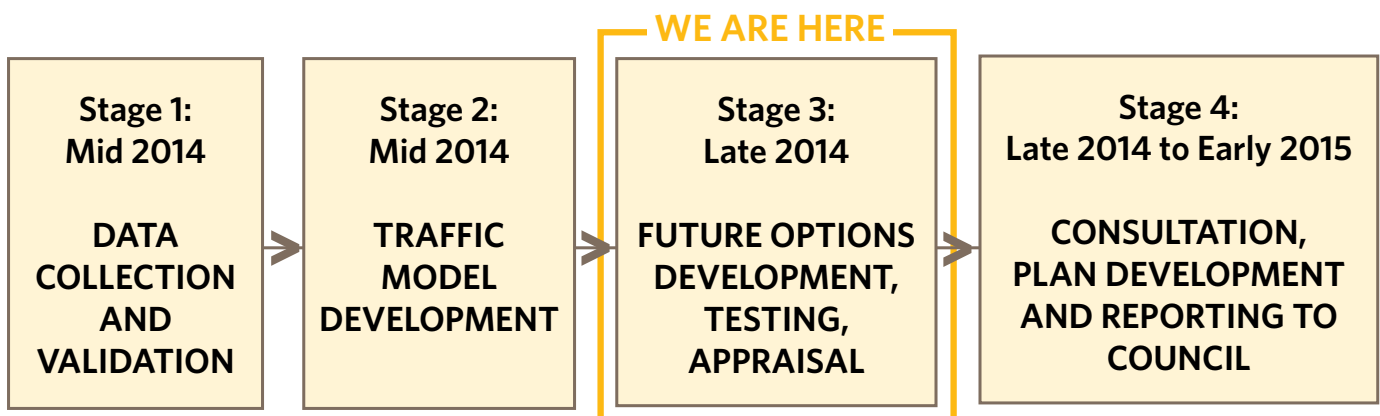 WE ARE HERE
Stage 1:
Mid 2014
DATA
COLLECTION
AND
VALIDATION
Stage 2:
Mid 2014
TRAFFIC
MODEL
DEVELOPMENT
Stage 3:
Late 2014
FUTURE OPTIONS
DEVELOPMENT,
TESTING,
APPRAISAL
Stage 4:
Late 2014 to Early 2015
CONSULTATION,
PLAN DEVELOPMENT
AND REPORTING TO
COUNCIL